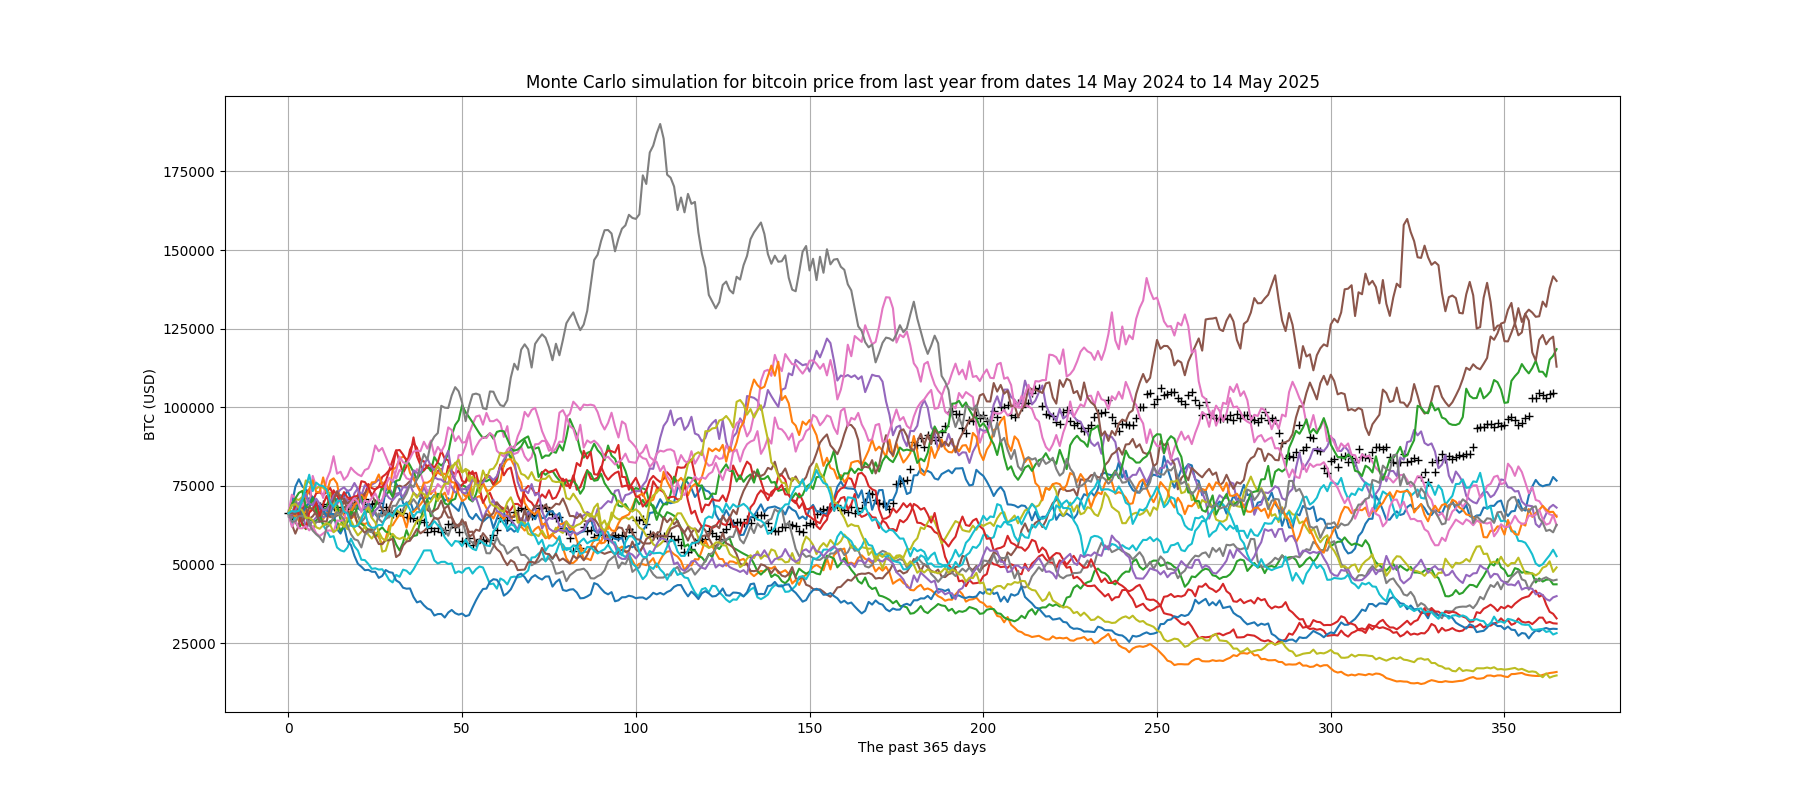 Monte Carlo simulation for bitcoin price from last year from dates 14 May 2024 to 14 May 2025
175000
150000
125000
100000
75000
50000
25000
BTC (USD)
0 50 100 150 200 250 300 350
The past 365 days